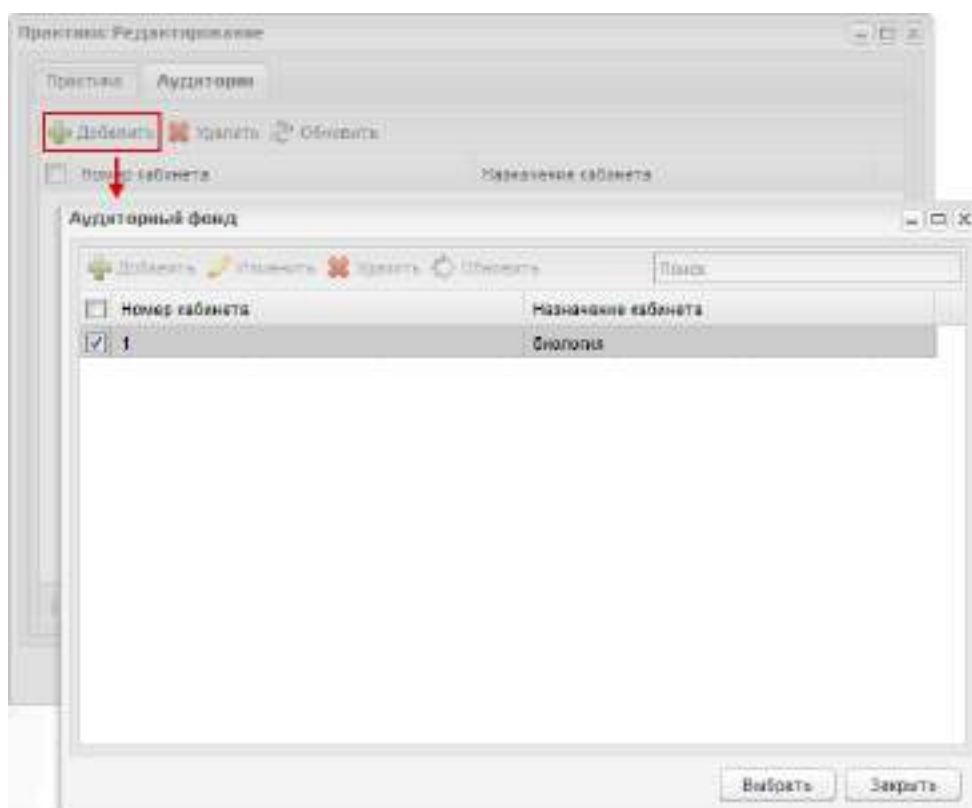 Практика: Редактирование
Практика Аудитории
Добавить Удалить Обновить
Номер кабинета Назначение кабинета
Аудиторный фонд
Добавить Изменить Удалить Обновить Поиск
Номер кабинета Назначение кабинета
1 биология
Выбрать Закрыть